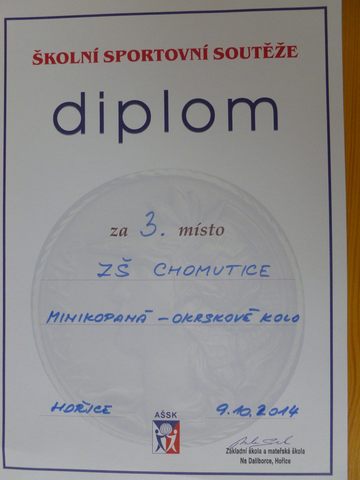 ŠKOLNÍ SPORTOVNÍ SOUTĚŽE
diplom
za 3. místo
ZŠ CHOMUTICE
MINIKOPANÁ - OKRSKOVÉ KOLO
HOŘICE AŠSK 9.10.2014
Základní škola a mateřská škola
Na Daliborce, Hořice